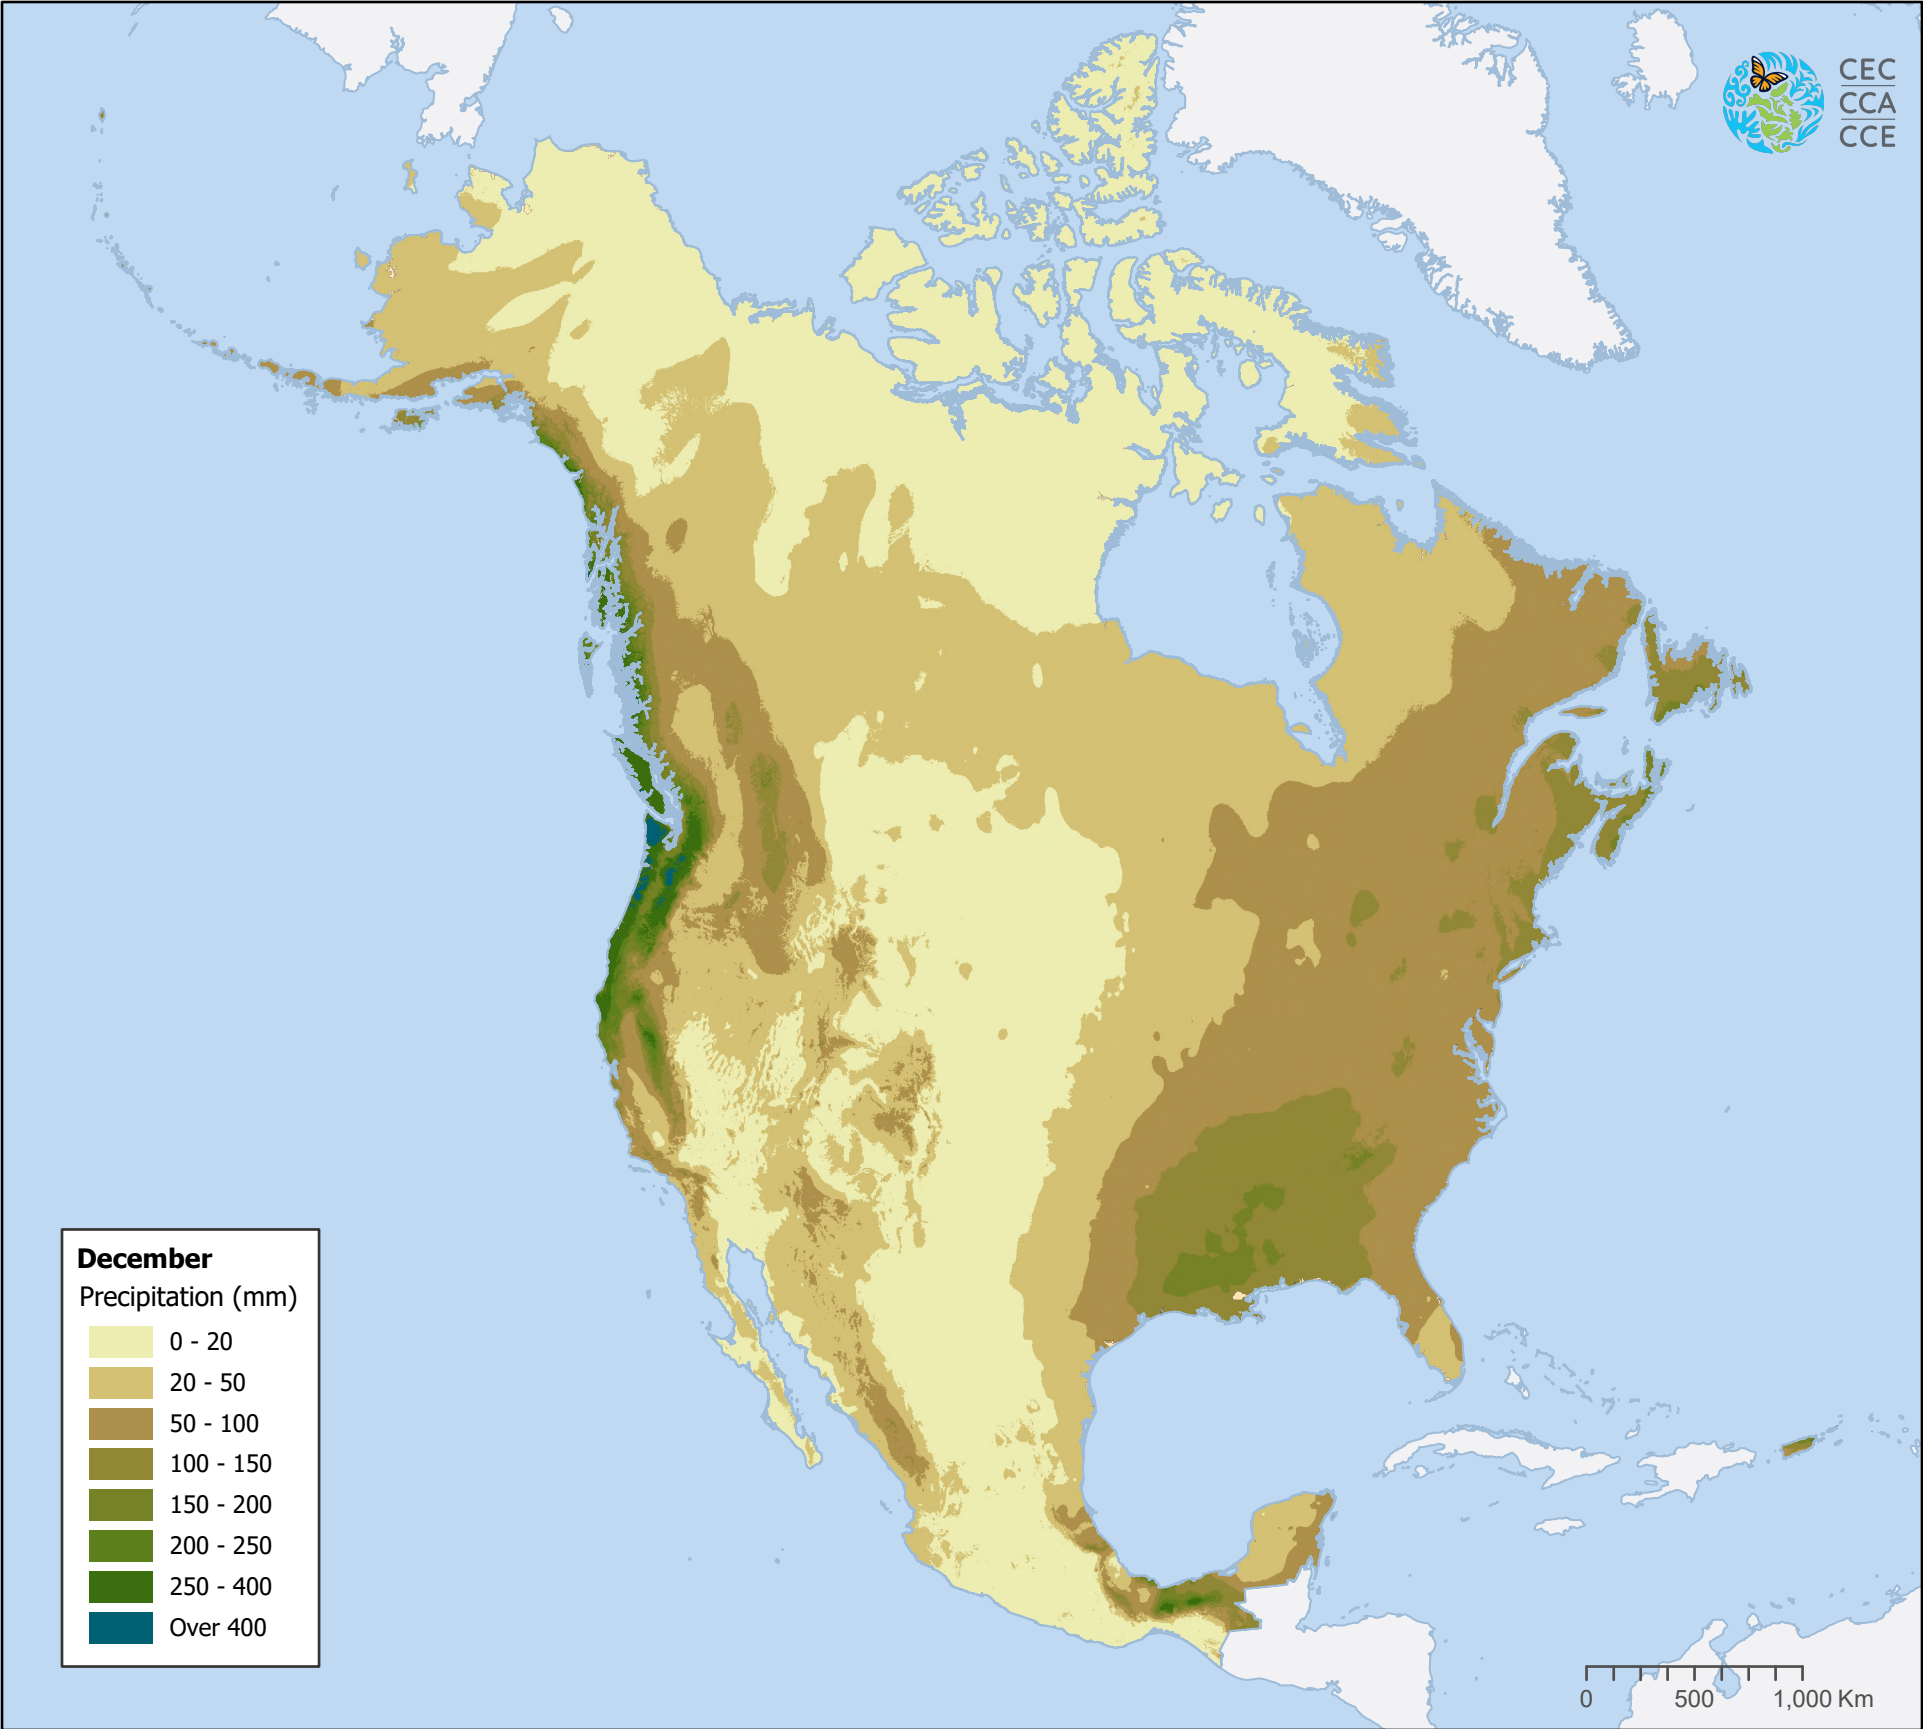 CEC
CCA
CCE
December
Precipitation (mm)
0 - 20
20 - 50
50 - 100
100 - 150
150 - 200
200 - 250
250 - 400
Over 400
0 500 1,000 Km